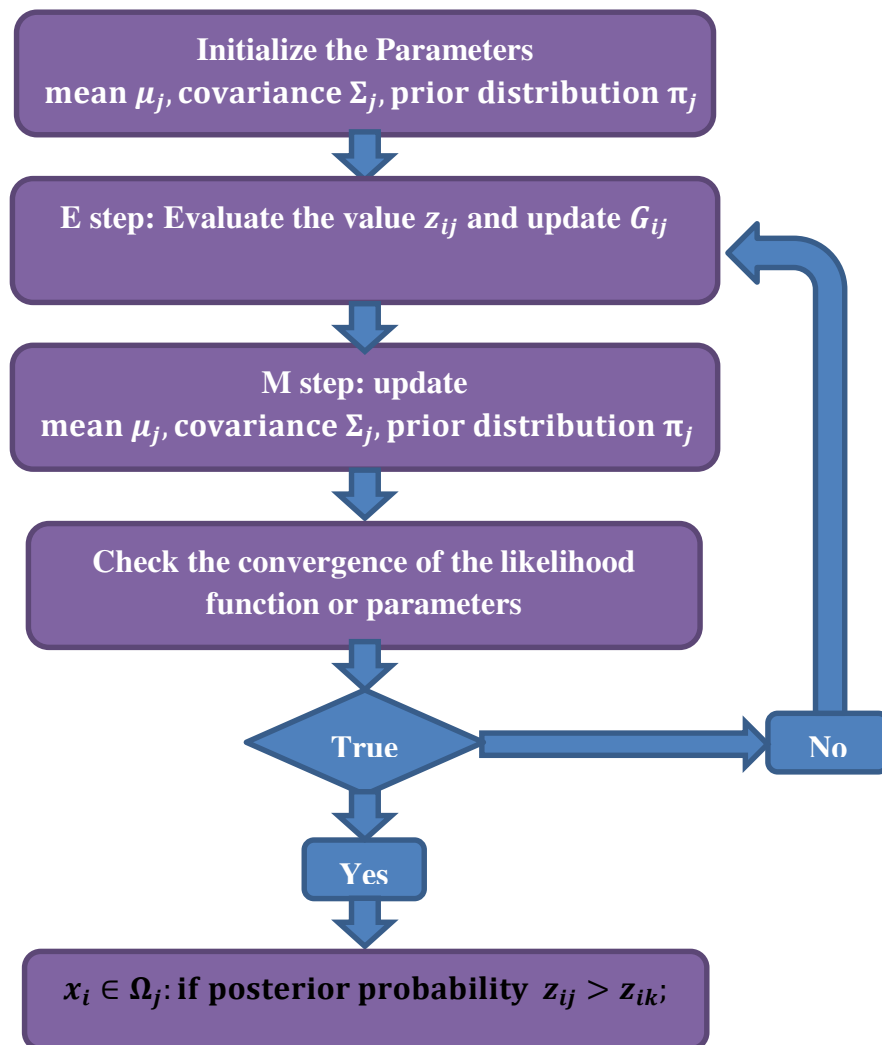 Initialize the Parameters
mean μ_j, covariance Σ_j, prior distribution π_j
E step: Evaluate the value z_ij and update G_ij
M step: update
mean μ_j, covariance Σ_j, prior distribution π_j
Check the convergence of the likelihood
function or parameters
True
No
Yes
x_i ∈ Ω_j: if posterior probability z_ij > z_ik;